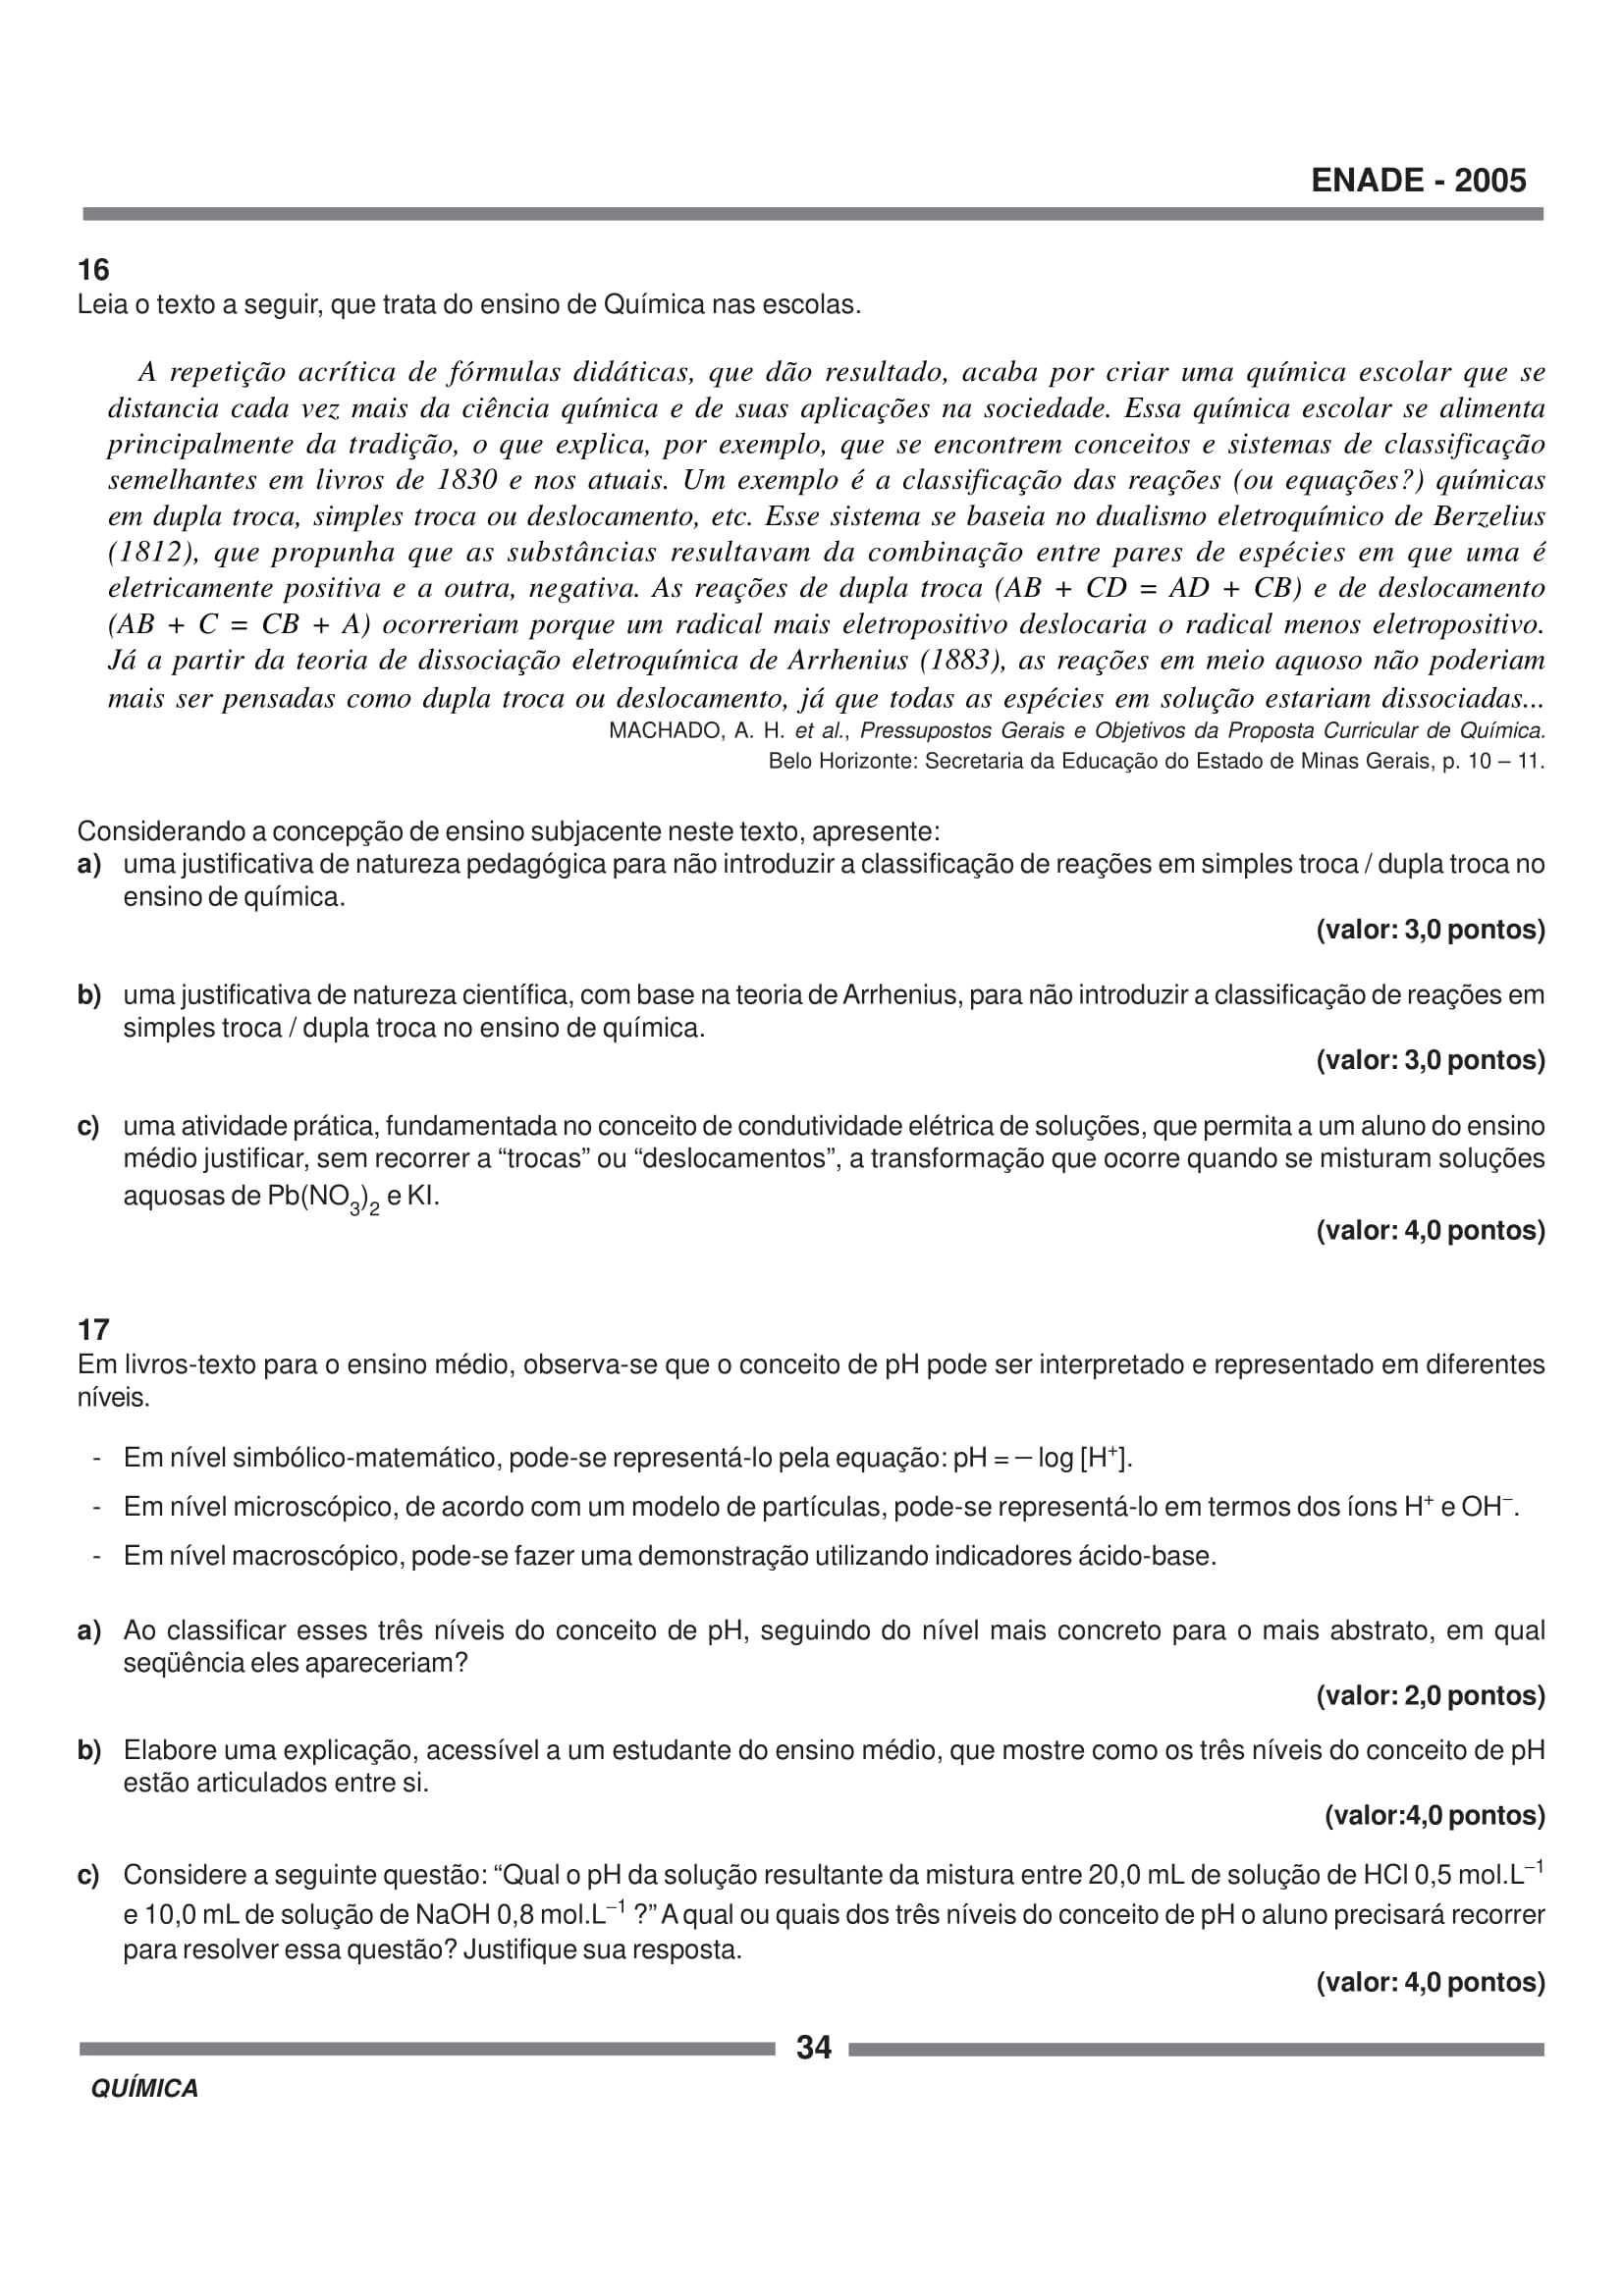 ENADE - 2005
16
Leia o texto a seguir, que trata do ensino de Química nas escolas.
A repetição acrítica de fórmulas didáticas, que dão resultado, acaba por criar uma química escolar que se
distancia cada vez mais da ciência química e de suas aplicações na sociedade. Essa química escolar se alimenta
principalmente da tradição, o que explica, por exemplo, que se encontrem conceitos e sistemas de classificação
semelhantes em livros de 1830 e nos atuais. Um exemplo é a classificação das reações (ou equações?) químicas
em dupla troca, simples troca ou deslocamento, etc. Esse sistema se baseia no dualismo eletroquímico de Berzelius
(1812), que propunha que as substâncias resultavam da combinação entre pares de espécies em que uma é
eletricamente positiva e a outra, negativa. As reações de dupla troca (AB + CD = AD + CB) e de deslocamento
(AB + C = CB + A) ocorreriam porque um radical mais eletropositivo deslocaria o radical menos eletropositivo.
Já a partir da teoria de dissociação eletroquímica de Arrhenius (1883), as reações em meio aquoso não poderiam
mais ser pensadas como dupla troca ou deslocamento, já que todas as espécies em solução estariam dissociadas...
MACHADO, A. H. et al., Pressupostos Gerais e Objetivos da Proposta Curricular de Química.
Belo Horizonte: Secretaria da Educação do Estado de Minas Gerais, p. 10 – 11.
Considerando a concepção de ensino subjacente neste texto, apresente:
a) uma justificativa de natureza pedagógica para não introduzir a classificação de reações em simples troca / dupla troca no
ensino de química.
(valor: 3,0 pontos)
b) uma justificativa de natureza científica, com base na teoria de Arrhenius, para não introduzir a classificação de reações em
simples troca / dupla troca no ensino de química.
(valor: 3,0 pontos)
c) uma atividade prática, fundamentada no conceito de condutividade elétrica de soluções, que permita a um aluno do ensino
médio justificar, sem recorrer a “trocas” ou “deslocamentos”, a transformação que ocorre quando se misturam soluções
aquosas de Pb(NO₃)₂ e KI.
(valor: 4,0 pontos)
17
Em livros-texto para o ensino médio, observa-se que o conceito de pH pode ser interpretado e representado em diferentes
níveis.
- Em nível simbólico-matemático, pode-se representá-lo pela equação: pH = – log [H⁺].
- Em nível microscópico, de acordo com um modelo de partículas, pode-se representá-lo em termos dos íons H⁺ e OH⁻.
- Em nível macroscópico, pode-se fazer uma demonstração utilizando indicadores ácido-base.
a) Ao classificar esses três níveis do conceito de pH, seguindo do nível mais concreto para o mais abstrato, em qual
seqüência eles apareceriam?
(valor: 2,0 pontos)
b) Elabore uma explicação, acessível a um estudante do ensino médio, que mostre como os três níveis do conceito de pH
estão articulados entre si.
(valor:4,0 pontos)
c) Considere a seguinte questão: “Qual o pH da solução resultante da mistura entre 20,0 mL de solução de HCl 0,5 mol.L⁻¹
e 10,0 mL de solução de NaOH 0,8 mol.L⁻¹ ?” A qual ou quais dos três níveis do conceito de pH o aluno precisará recorrer
para resolver essa questão? Justifique sua resposta.
(valor: 4,0 pontos)
34
QUÍMICA